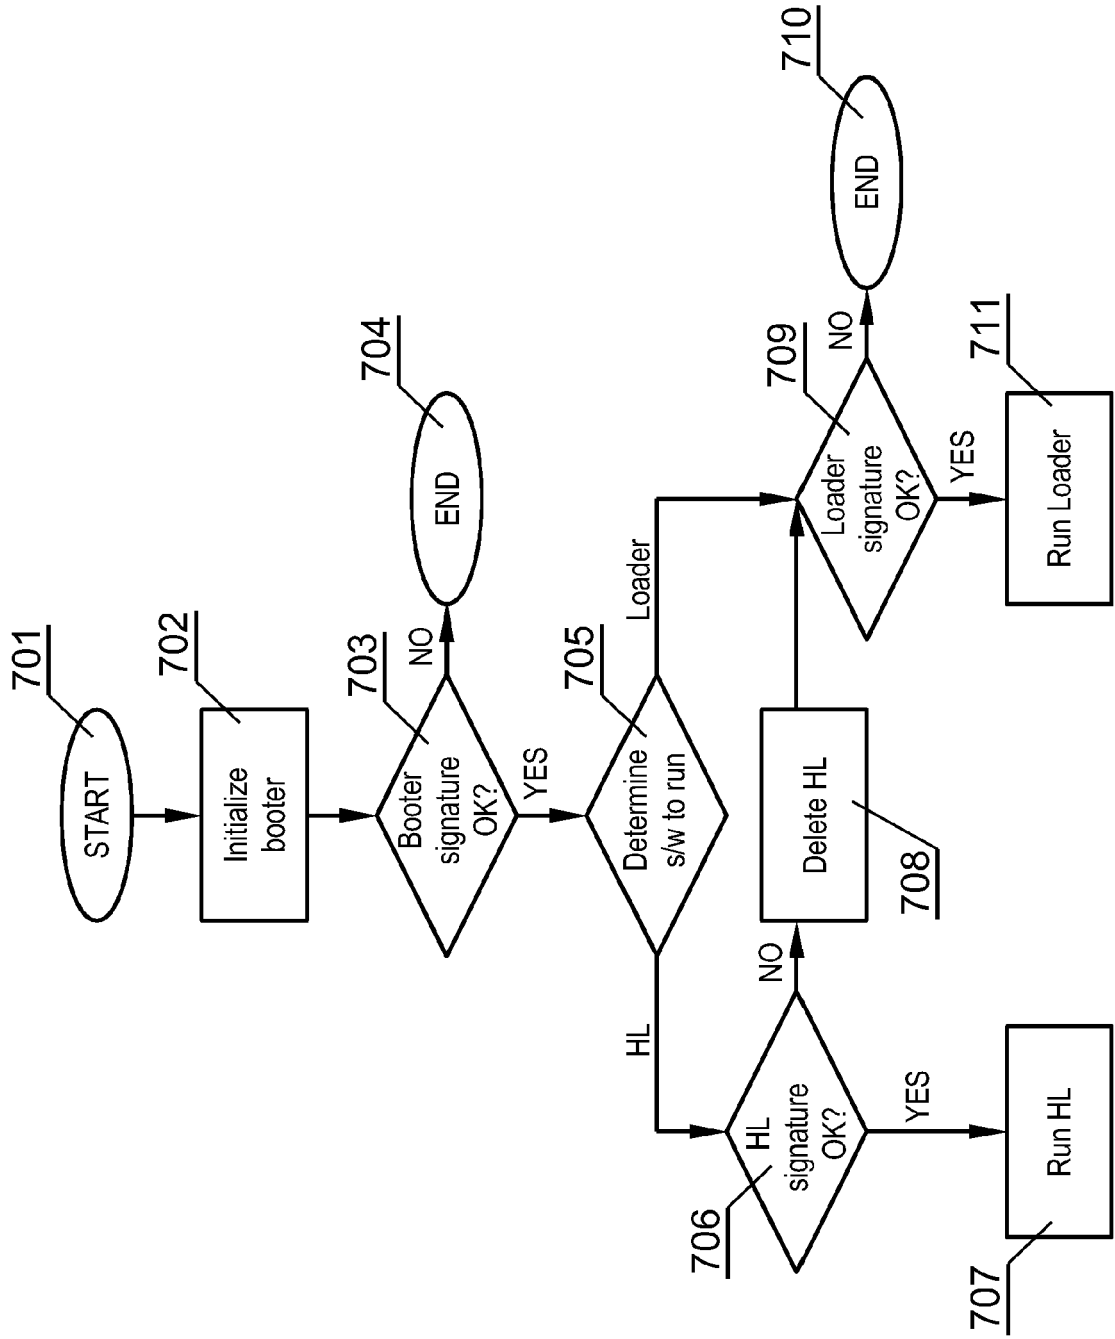 701
START
702
Initialize
booter
703
Booter
signature
OK?
NO
704
END
YES
705
Determine
s/w to run
HL
Loader
706
HL
signature
OK?
NO
708
Delete HL
709
Loader
signature
OK?
NO
710
END
YES
707
Run HL
YES
711
Run Loader